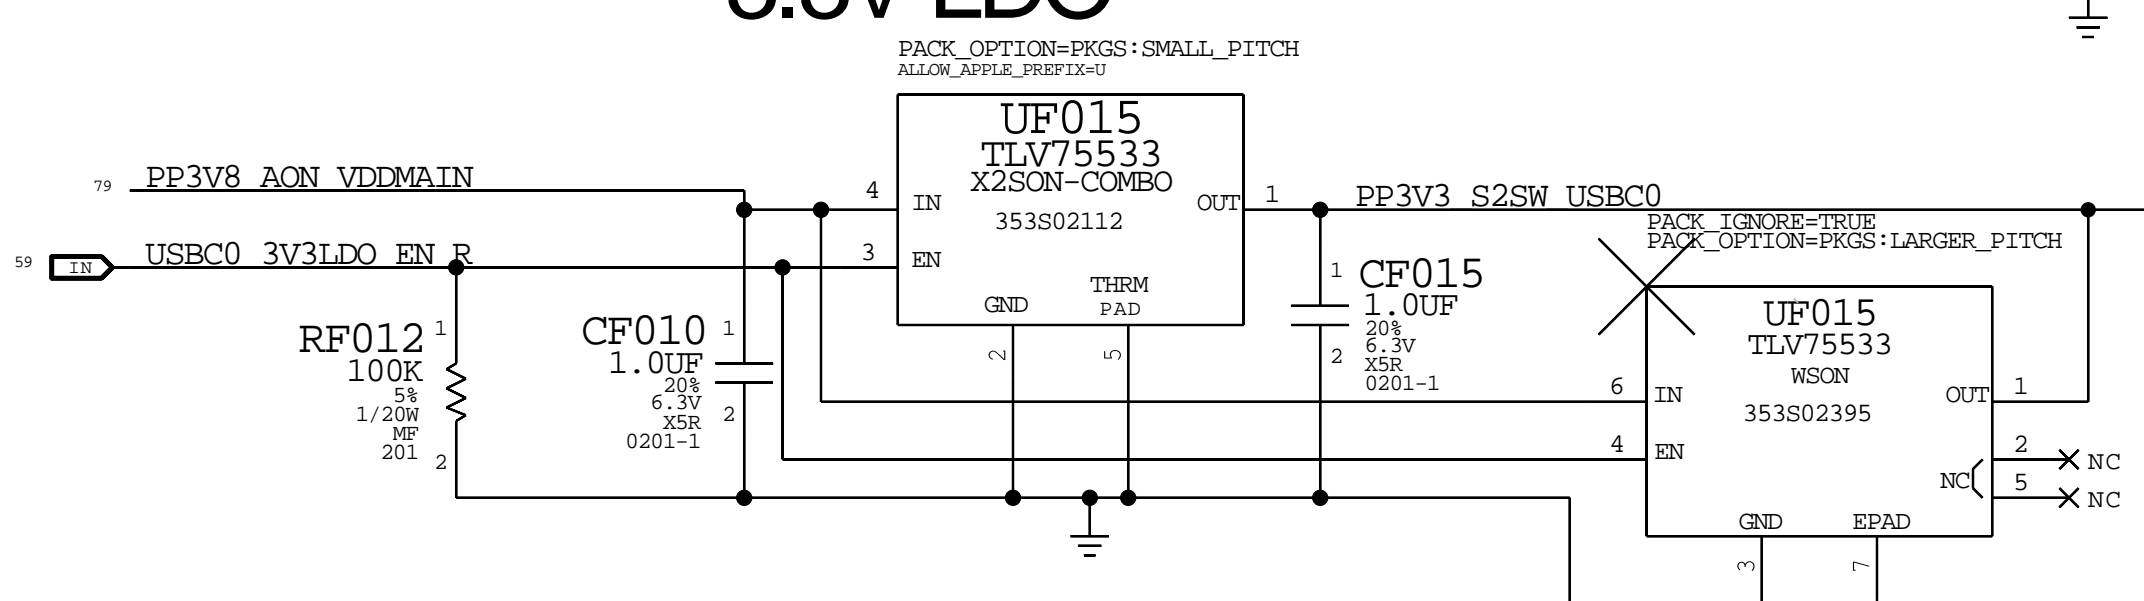 3.3V LDO
PACK_OPTION=PKGS:SMALL_PITCH
ALLOW_APPLE_PREFIX=U
UF015
TLV75533
X2SON-COMBO
353S02112
79 PP3V8_AON_VDDMAIN
4 IN
OUT 1
PP3V3_S2SW_USBC0
59 IN USBC0_3V3LDO_EN_R
3 EN
GND
THRM
PAD
2
5
RF012
100K
5%
1/20W
MF
201
1
2
CF010
1.0UF
20%
6.3V
X5R
0201-1
1
2
CF015
1.0UF
20%
6.3V
X5R
0201-1
1
2
PACK_IGNORE=TRUE
PACK_OPTION=PKGS:LARGER_PITCH
UF015
TLV75533
WSON
353S02395
6 IN
OUT 1
4 EN
NC
2 NC
5 NC
GND
EPAD
3
7